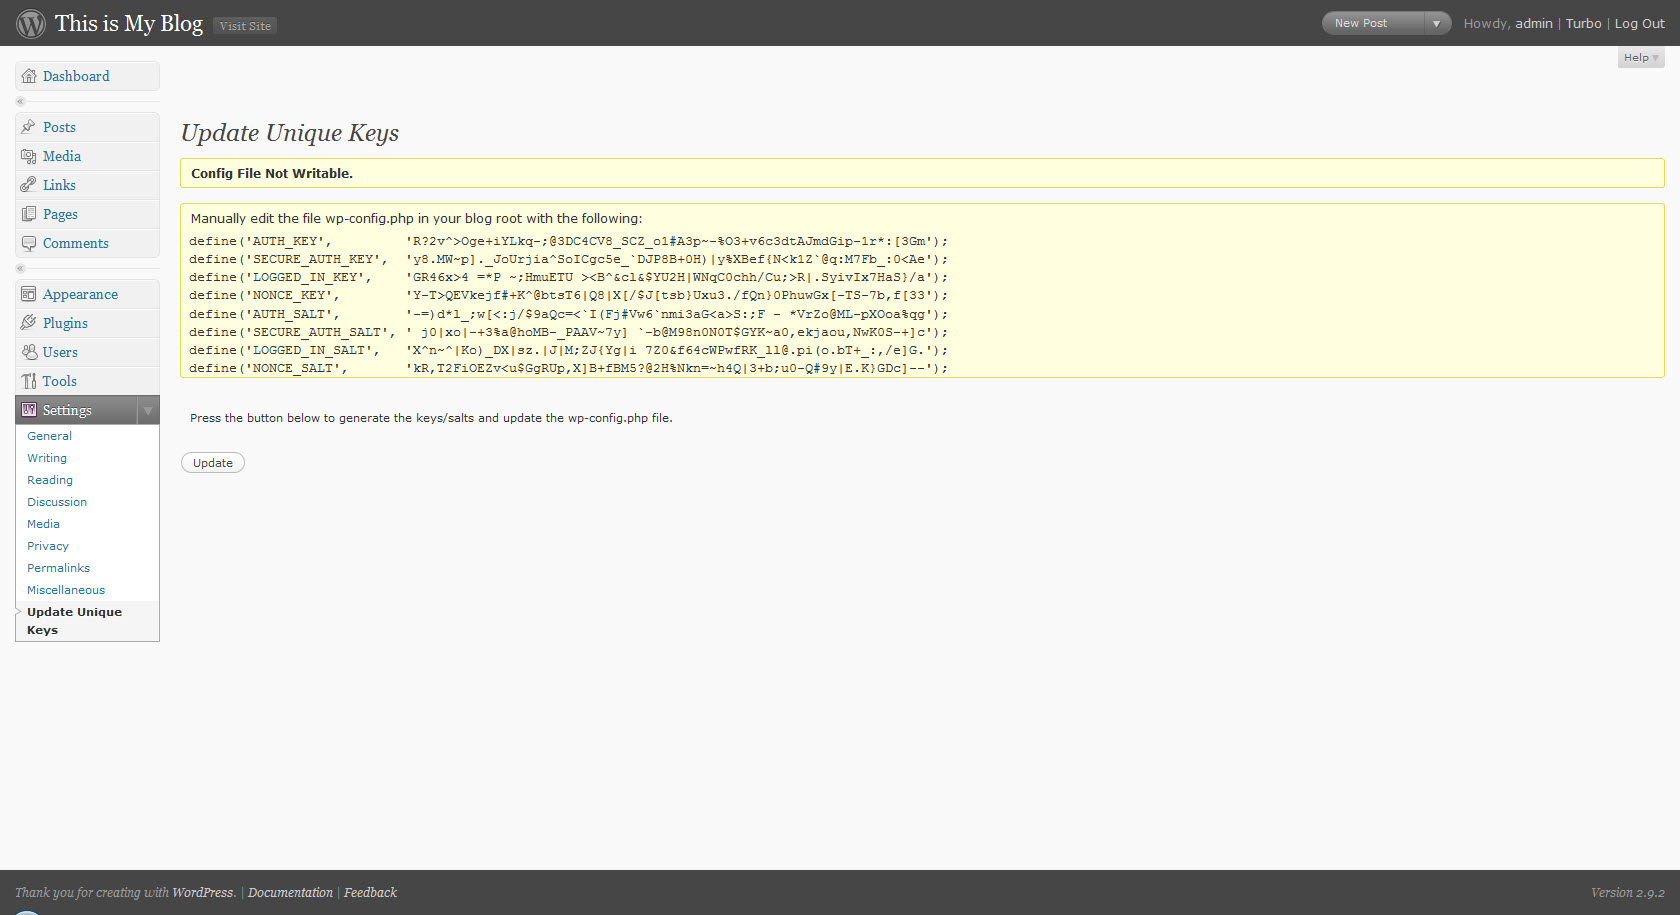 This is My Blog Visit Site
New Post Howdy, admin | Turbo | Log Out
Help
Dashboard
Posts
Media
Links
Pages
Comments
Appearance
Plugins
Users
Tools
Settings
General
Writing
Reading
Discussion
Media
Privacy
Permalinks
Miscellaneous
Update Unique
Keys
Update Unique Keys
Config File Not Writable.
Manually edit the file wp-config.php in your blog root with the following:
define('AUTH_KEY', 'R?2v^>Oge+iYLkq-;@3DC4CV8_SCZ_o1#A3p~-%O3+v6c3dtAJmdGip-1r*:[3Gm');
define('SECURE_AUTH_KEY', 'y8.MW~p]._JoUrjia^SoICgc5e_`DJP8B+0H)|y%XBef{N<k1Z`@q:M7Fb_:0<Ae');
define('LOGGED_IN_KEY', 'GR46x>4 =*P ~;HmuETU ><B^&cl&$YU2H|WNqC0chh/Cu;>R|.SyivIx7HaS}/a');
define('NONCE_KEY', 'Y-T>QEVkejf#+K^@btsT6|Q8|X[/$J[tsb}Uxu3./fQn}0PhuwGx[-TS-7b,f[33');
define('AUTH_SALT', '-=)d*l_;w[<:j/$9aQc=<`I(Fj#Vw6`nmi3aG<a>S:;F - *VrZo@ML-pXOoa%qg');
define('SECURE_AUTH_SALT', ' j0|xo|-+3%a@hoMB-_PAAV~7y] `-b@M98n0N0T$GYK~a0,ekjaou,NwK0S-+]c');
define('LOGGED_IN_SALT', 'X^n~^|Ko)_DX|sz.|J|M;ZJ{Yg|i 7Z0&f64cWPwfRK_ll@.pi(o.bT+_:,/e]G.');
define('NONCE_SALT', 'kR,T2FiOEZv<u$GgRUp,X]B+fBM5?@2H%Nkn=~h4Q|3+b;u0-Q#9y|E.K}GDc]--');
Press the button below to generate the keys/salts and update the wp-config.php file.
Update
Thank you for creating with WordPress. | Documentation | Feedback
Version 2.9.2